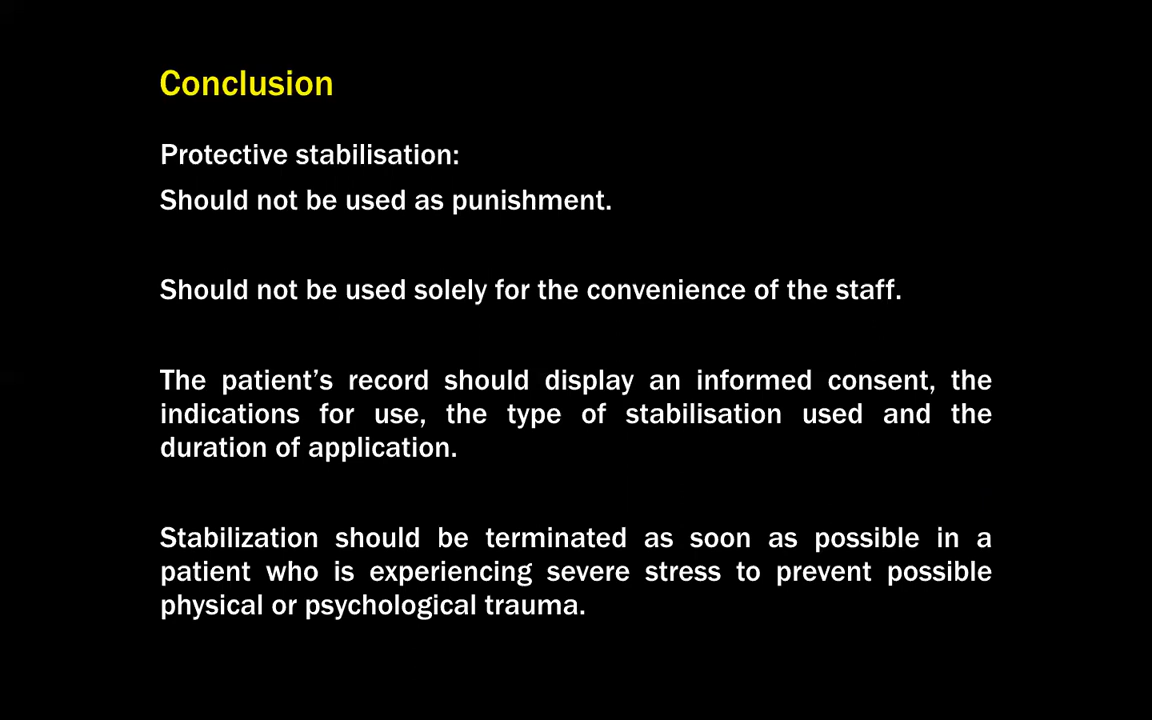 Conclusion
Protective stabilisation:
Should not be used as punishment.
Should not be used solely for the convenience of the staff.
The patient’s record should display an informed consent, the
indications for use, the type of stabilisation used and the
duration of application.
Stabilization should be terminated as soon as possible in a
patient who is experiencing severe stress to prevent possible
physical or psychological trauma.